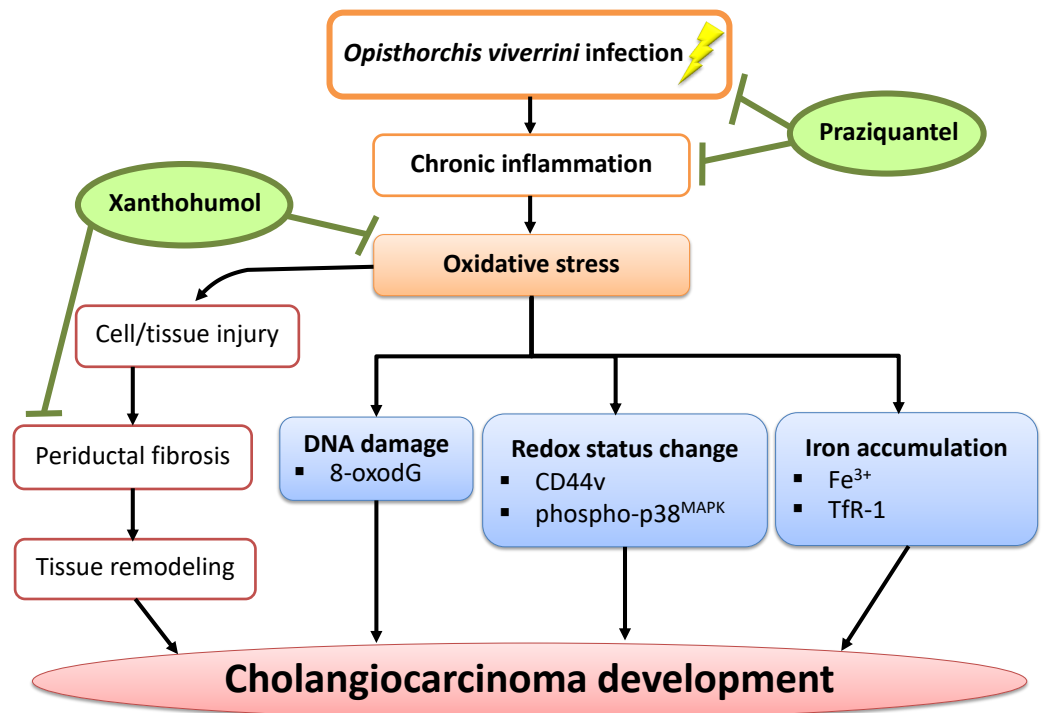 Opisthorchis viverrini infection
Praziquantel
Chronic inflammation
Xanthohumol
Oxidative stress
Cell/tissue injury
Periductal fibrosis
Tissue remodeling
DNA damage
▪ 8-oxodG
Redox status change
▪ CD44v
▪ phospho-p38ᴹᴬᴾᴷ
Iron accumulation
▪ Fe³⁺
▪ TfR-1
Cholangiocarcinoma development